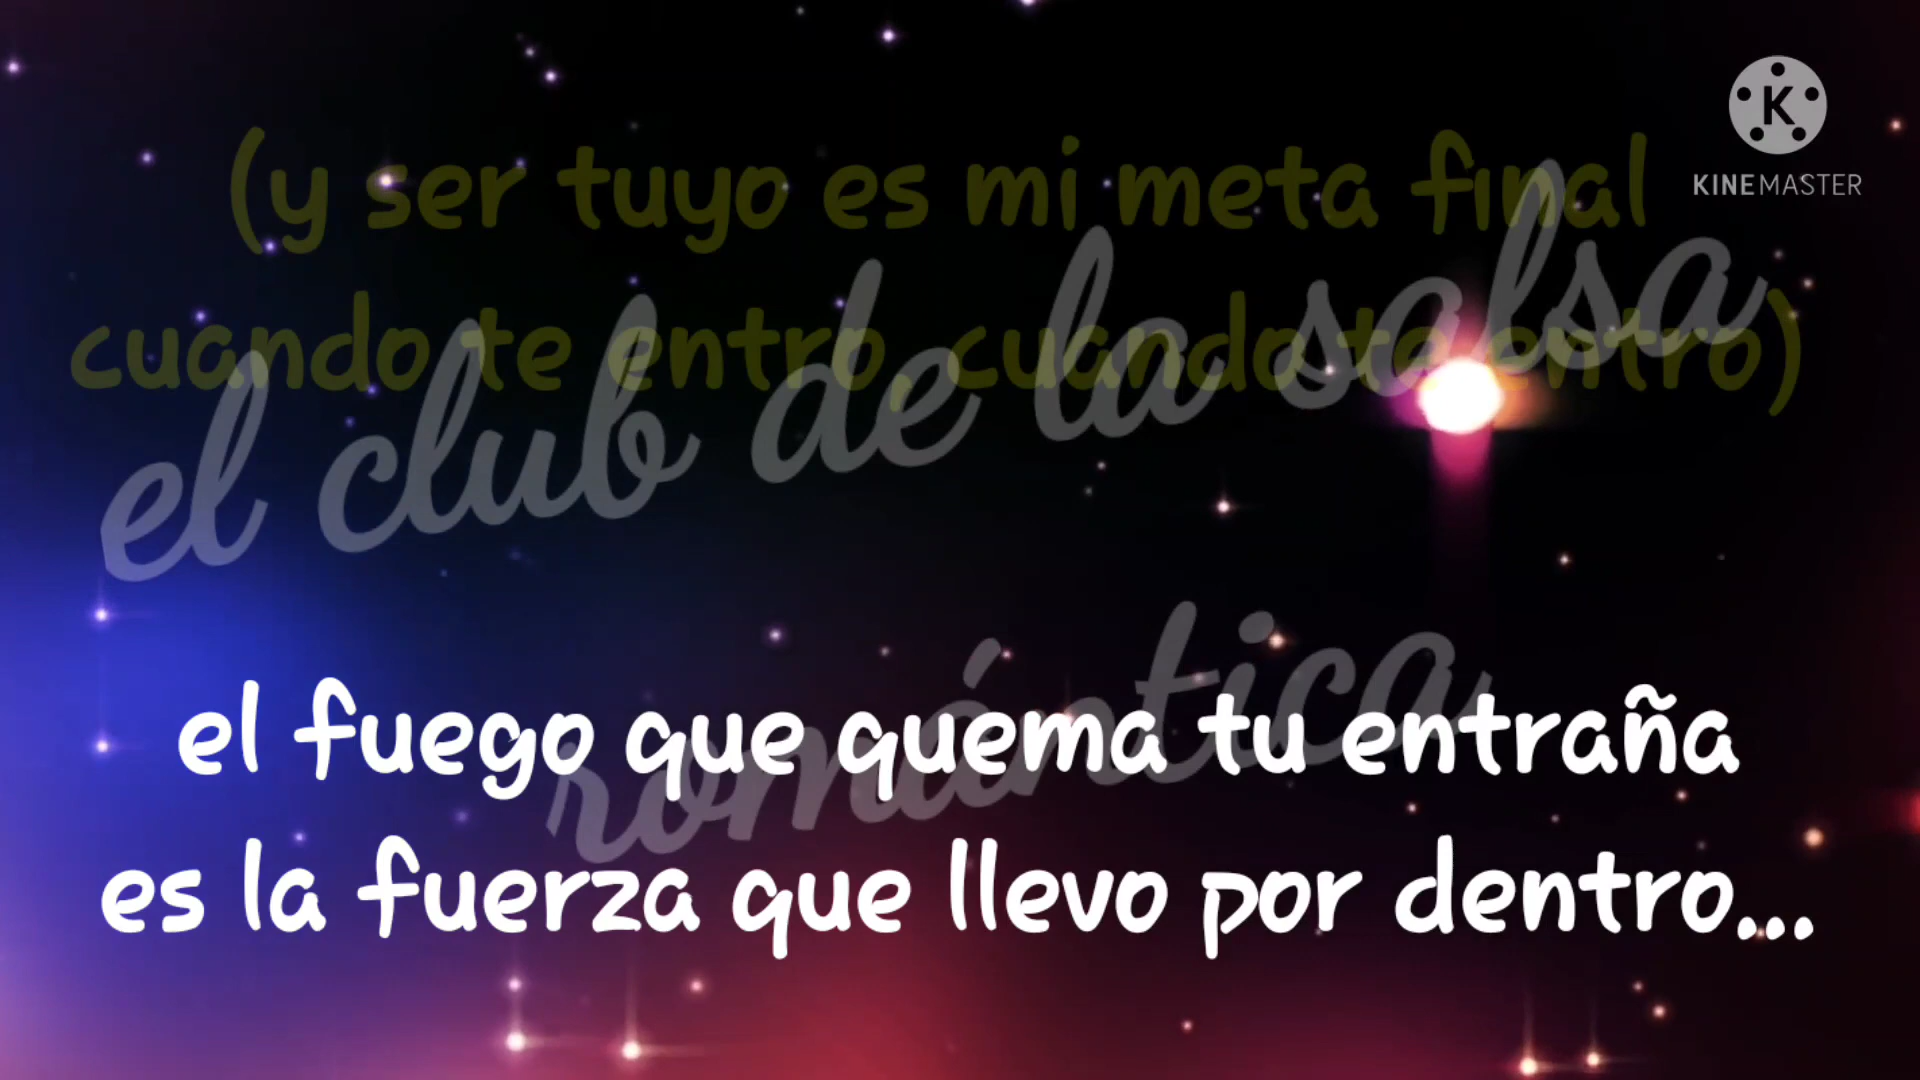 K
KINEMASTER
(y ser tuyo es mi meta final
cuando te entro, cuando te entro)
el club de la salsa
romántica
el fuego que quema tu entraña
es la fuerza que llevo por dentro...